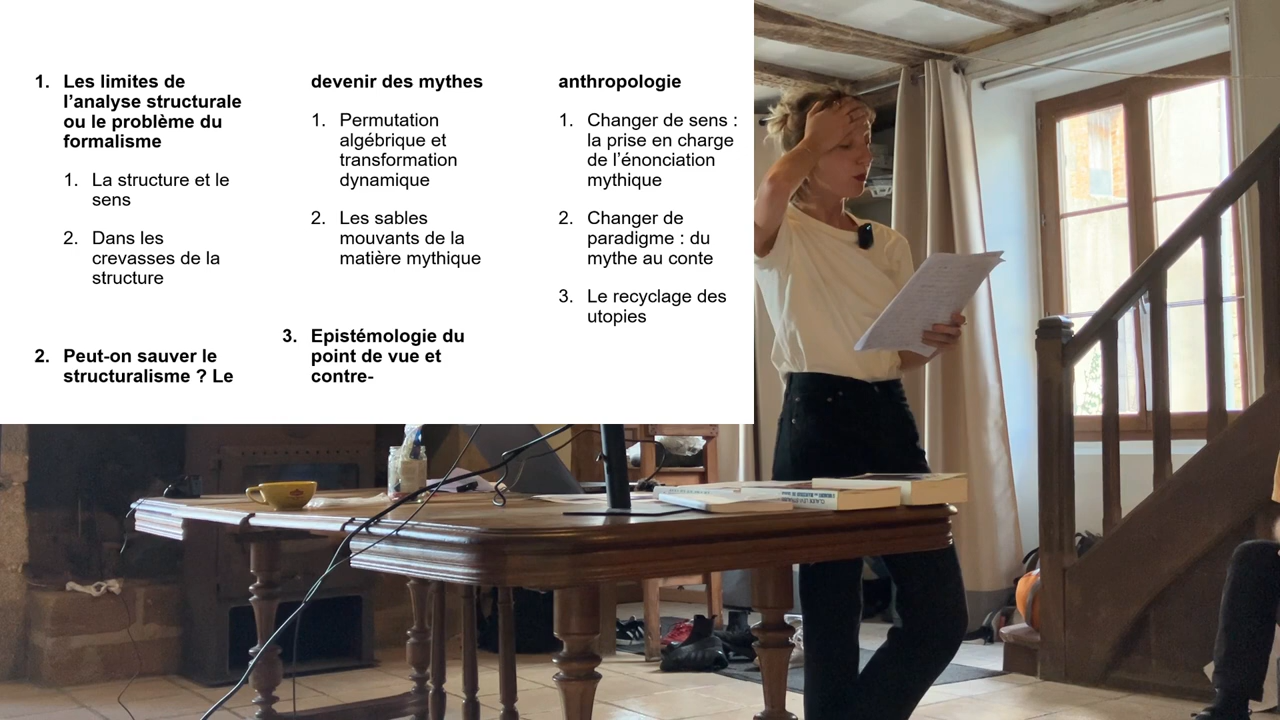 1. Les limites de
l'analyse structurale
ou le problème du
formalisme
1. La structure et le
sens
2. Dans les
crevasses de la
structure
2. Peut-on sauver le
structuralisme ? Le
devenir des mythes
1. Permutation
algébrique et
transformation
dynamique
2. Les sables
mouvants de la
matière mythique
3. Epistémologie du
point de vue et
contre-
anthropologie
1. Changer de sens :
la prise en charge
de l'énonciation
mythique
2. Changer de
paradigme : du
mythe au conte
3. Le recyclage des
utopies